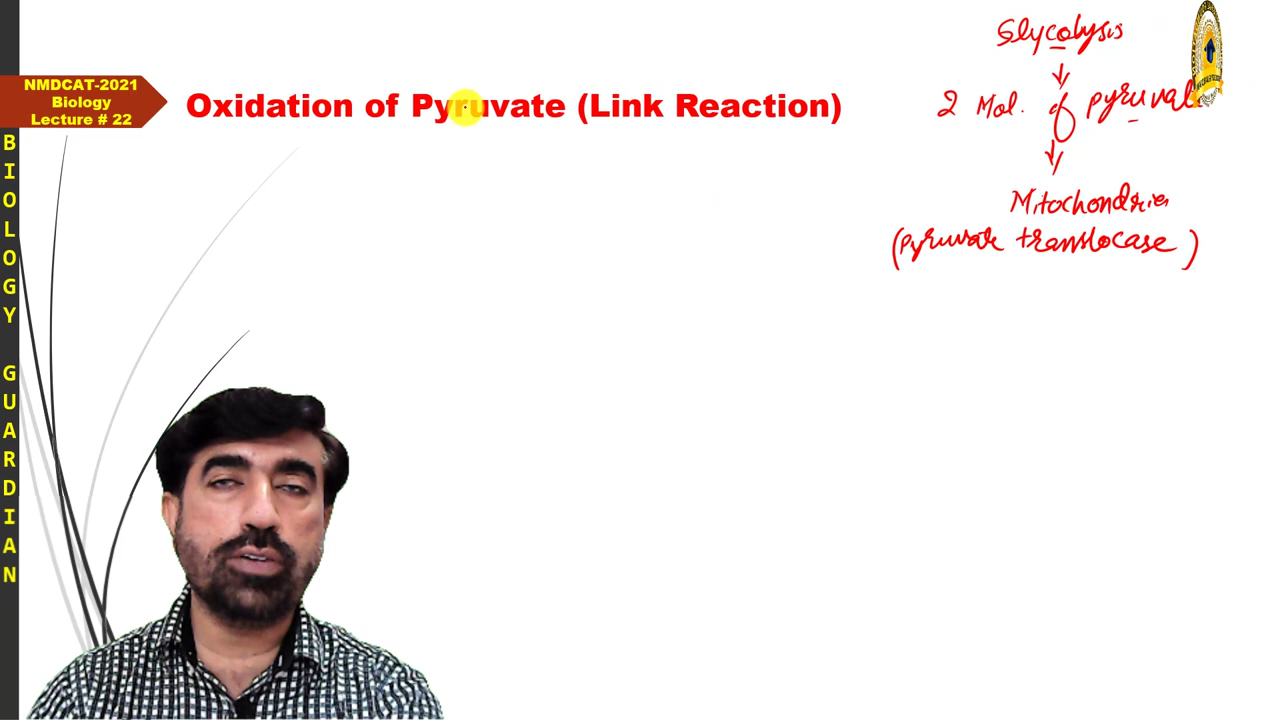 NMDCAT-2021
Biology
Lecture # 22
Oxidation of Pyruvate (Link Reaction)
BIOLOGY GUARDIAN
Glycolysis
2 Mol. of pyruvate
Mitochondria
(Pyruvate translocase)